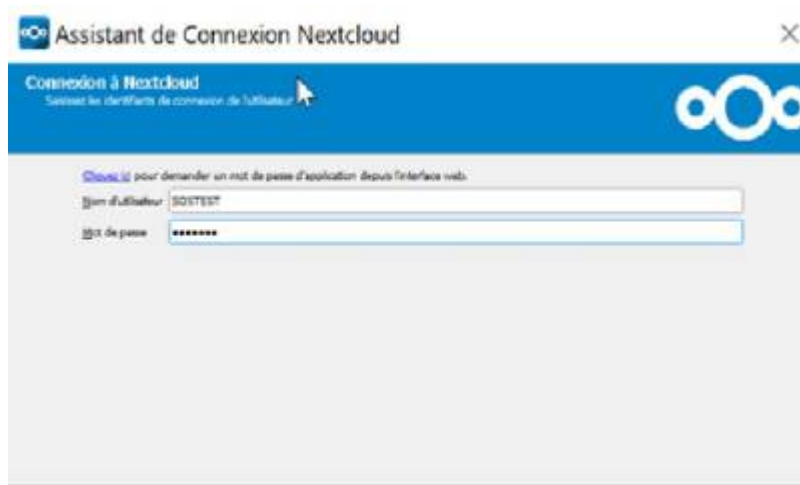 Assistant de Connexion Nextcloud
Connexion à Nextcloud
Saisissez les identifiants de connexion de l'utilisateur
Cliquez ici pour demander un mot de passe d'application depuis l'interface web.
Nom d'utilisateur SOSTEST
Mot de passe •••••••